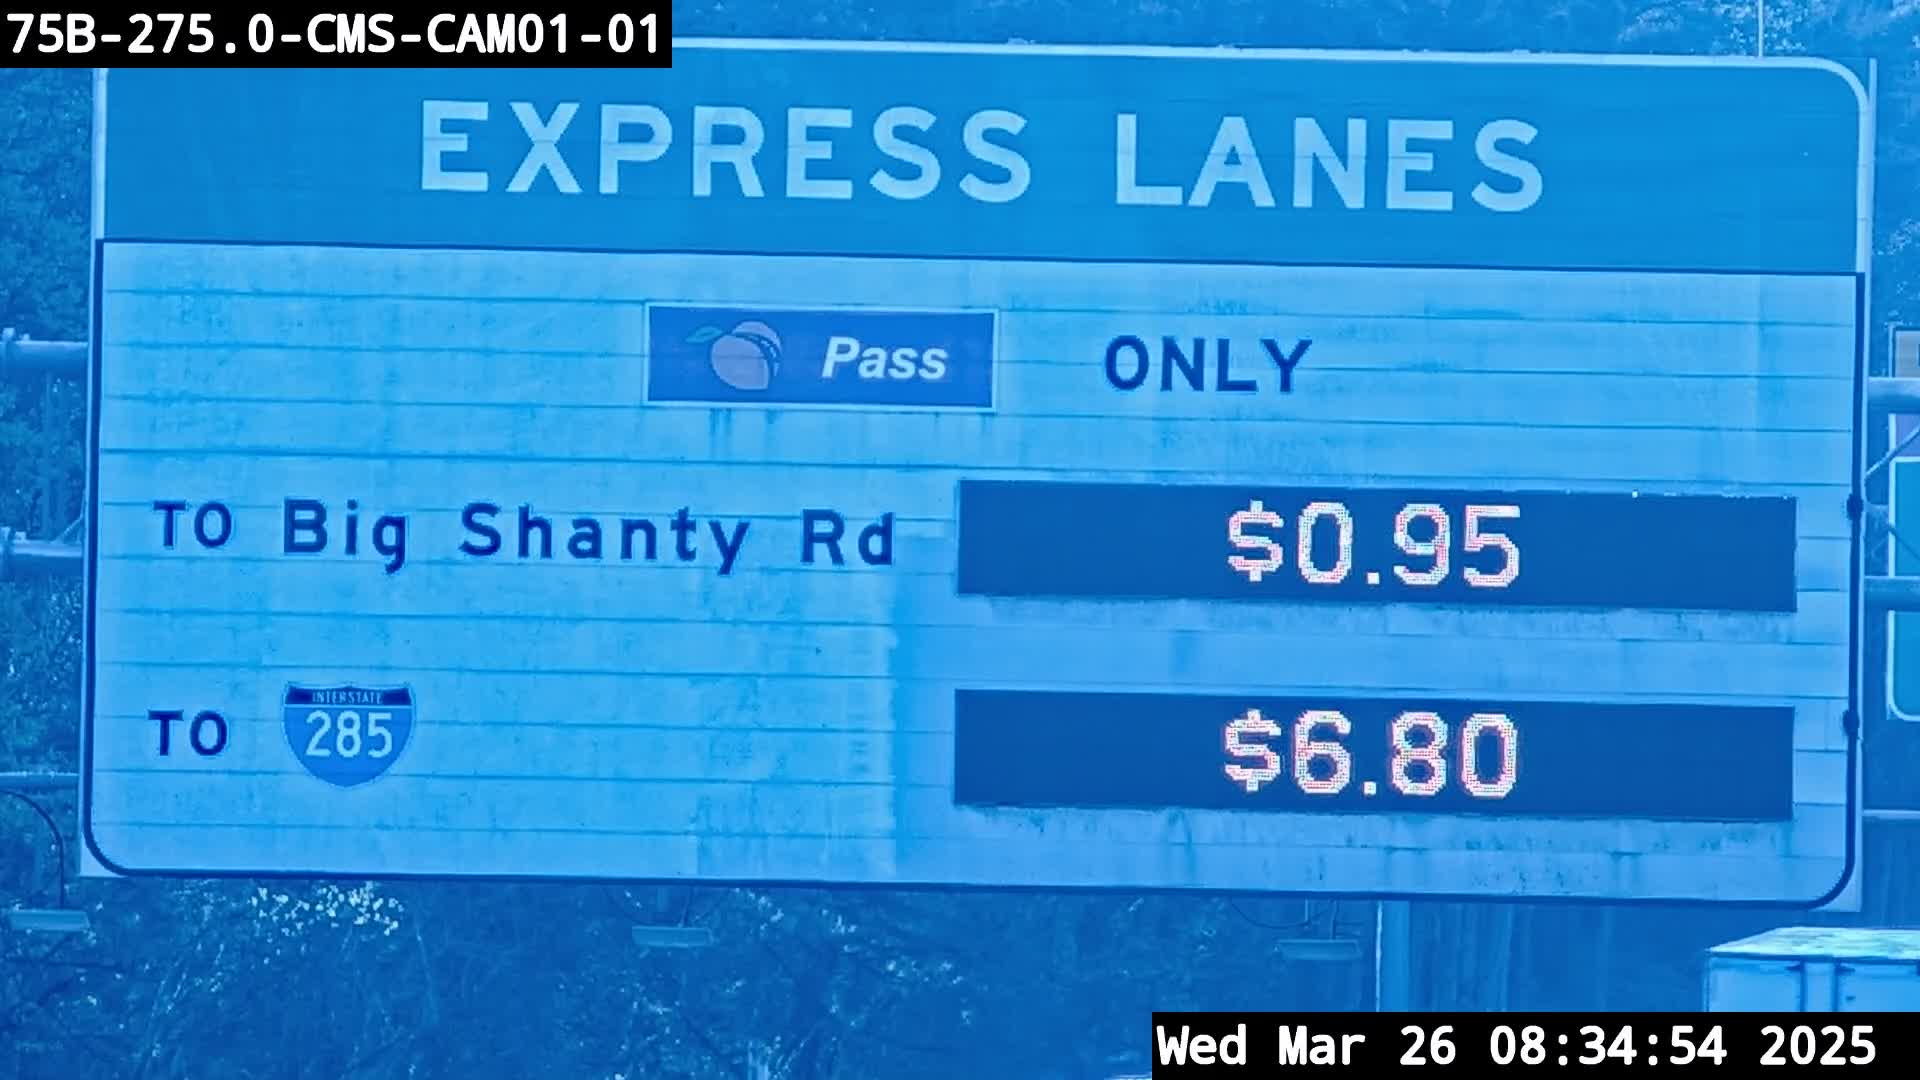 75B-275.0-CMS-CAM01-01
EXPRESS LANES
Pass ONLY
TO Big Shanty Rd $0.95
TO INTERSTATE 285 $6.80
Wed Mar 26 08:34:54 2025